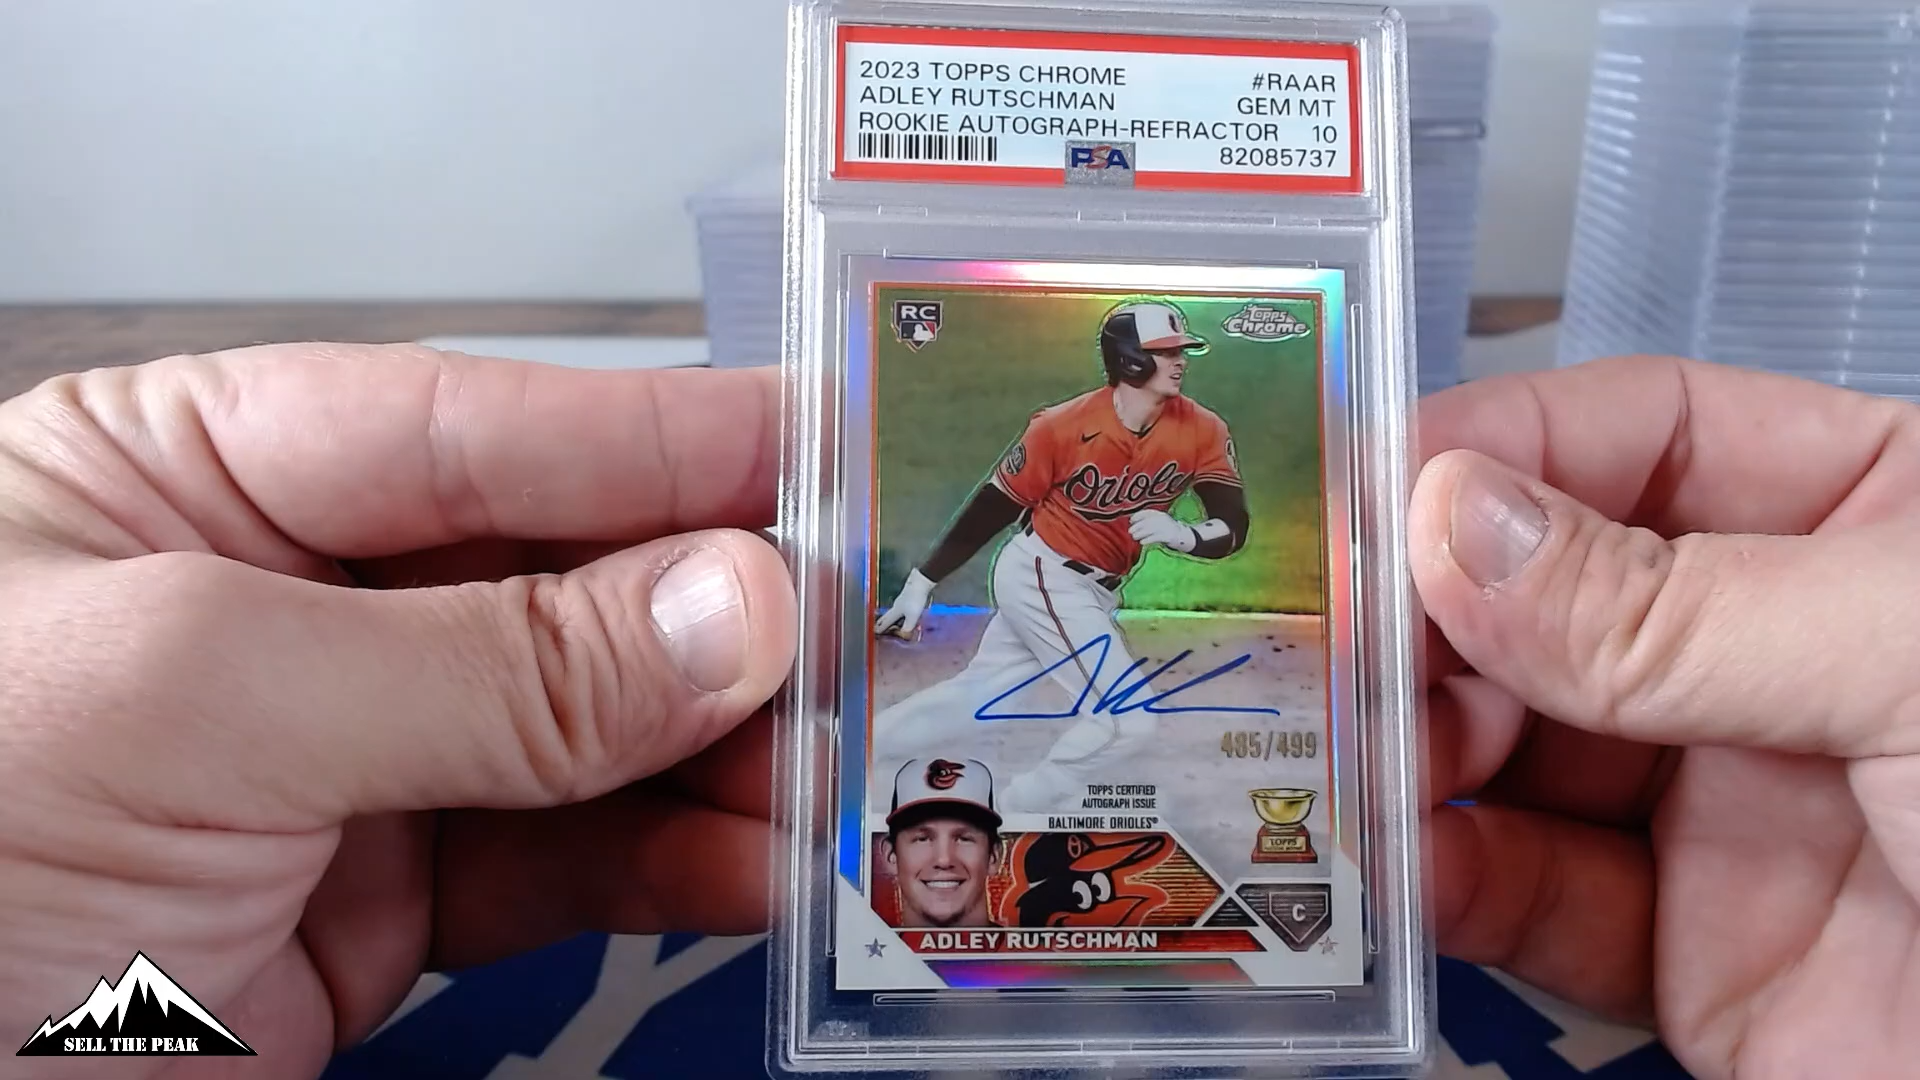 2023 TOPPS CHROME #RAAR
ADLEY RUTSCHMAN GEM MT
ROOKIE AUTOGRAPH-REFRACTOR 10
PSA 82085737
RC
Topps Chrome
Orioles
485/499
TOPPS CERTIFIED
AUTOGRAPH ISSUE
BALTIMORE ORIOLES®
TOPPS
C
ADLEY RUTSCHMAN
SELL THE PEAK